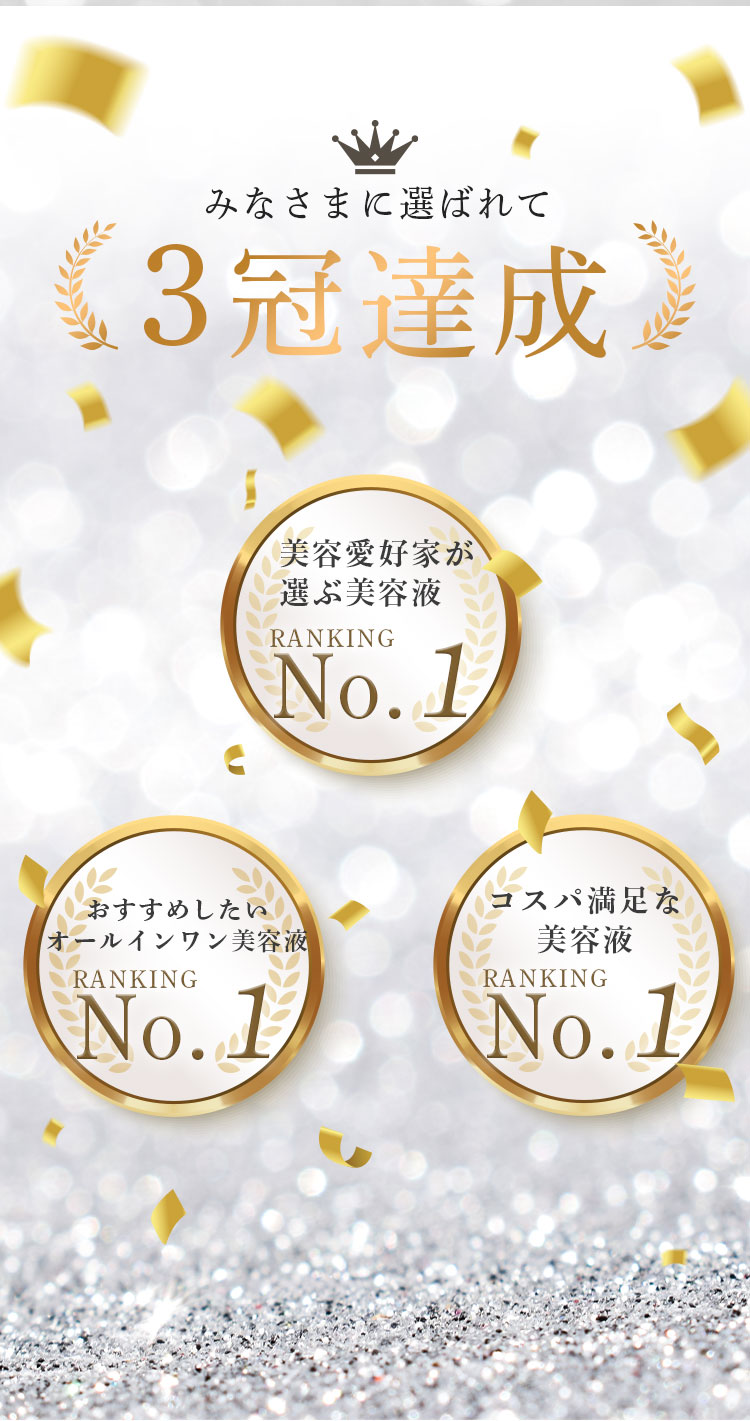 みなさまに選ばれて
3冠達成
美容愛好家が
選ぶ美容液
RANKING
No.1
おすすめしたい
オールインワン美容液
RANKING
No.1
コスパ満足な
美容液
RANKING
No.1